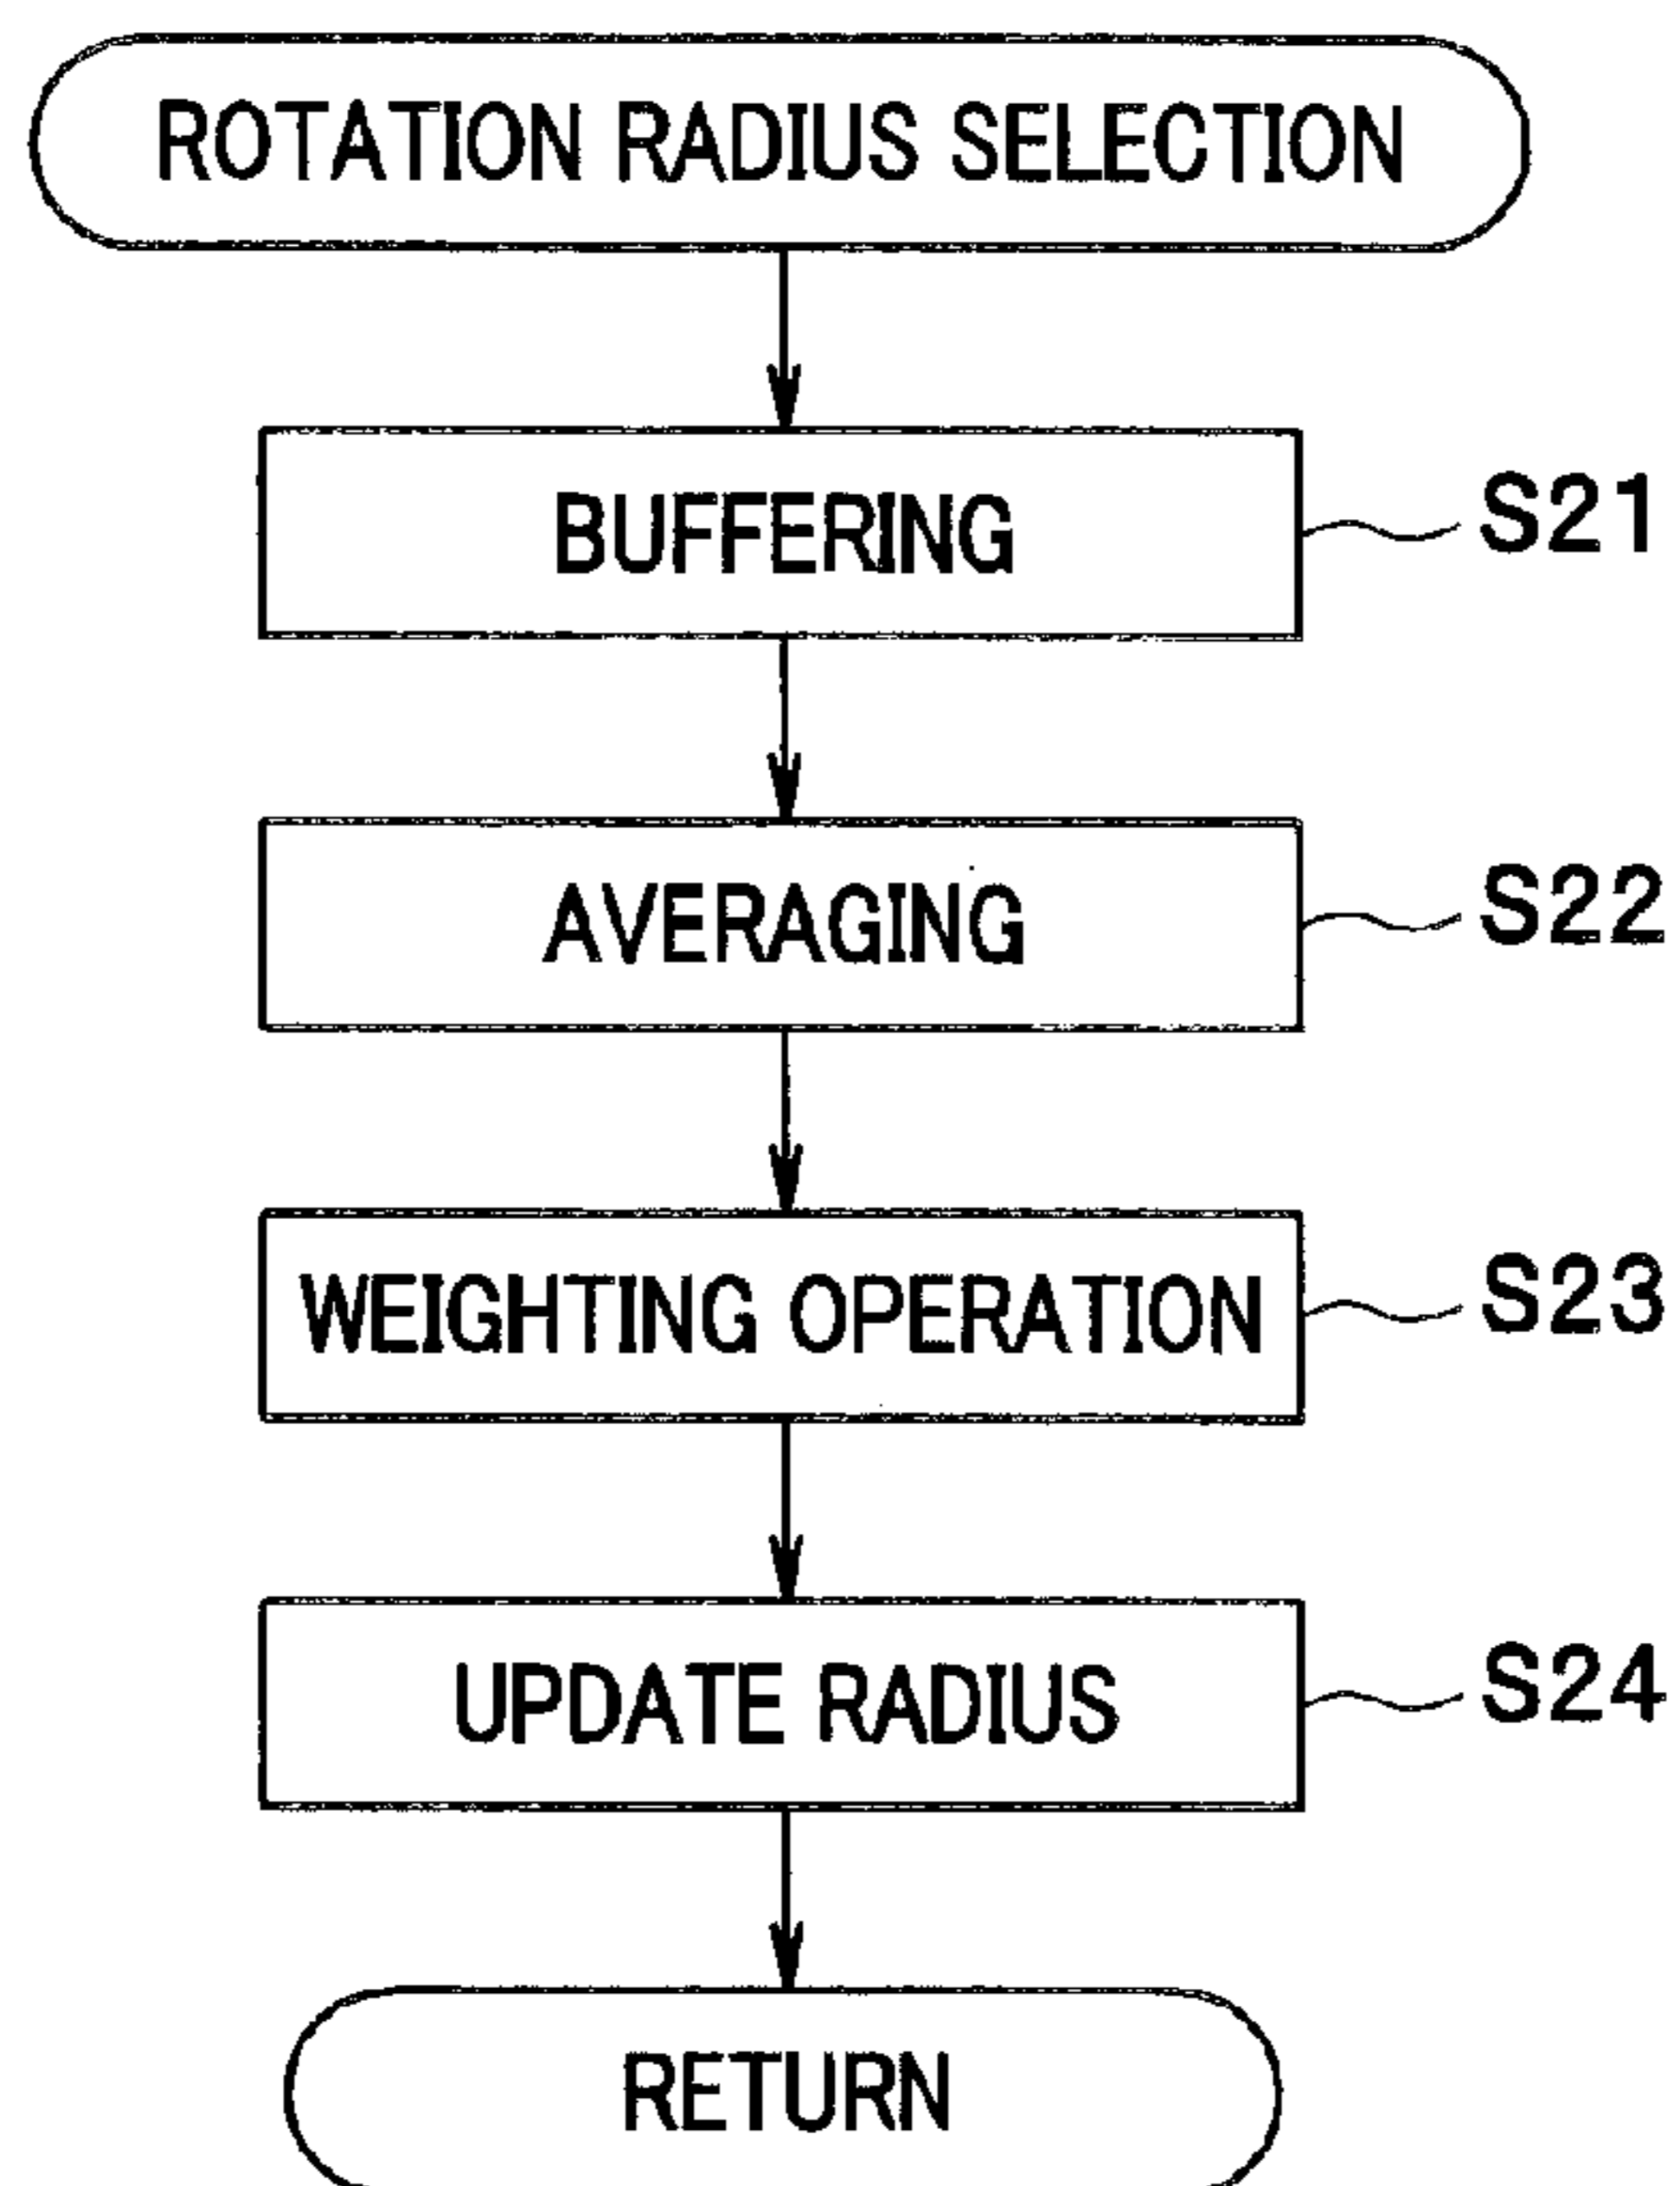 ROTATION RADIUS SELECTION
BUFFERING
S21
AVERAGING
S22
WEIGHTING OPERATION
S23
UPDATE RADIUS
S24
RETURN